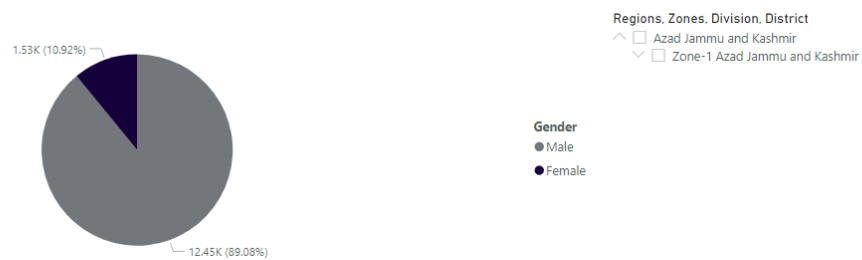 Regions, Zones, Division, District
Azad Jammu and Kashmir
Zone-1 Azad Jammu and Kashmir
1.53K (10.92%)
Gender
Male
Female
12.45K (89.08%)